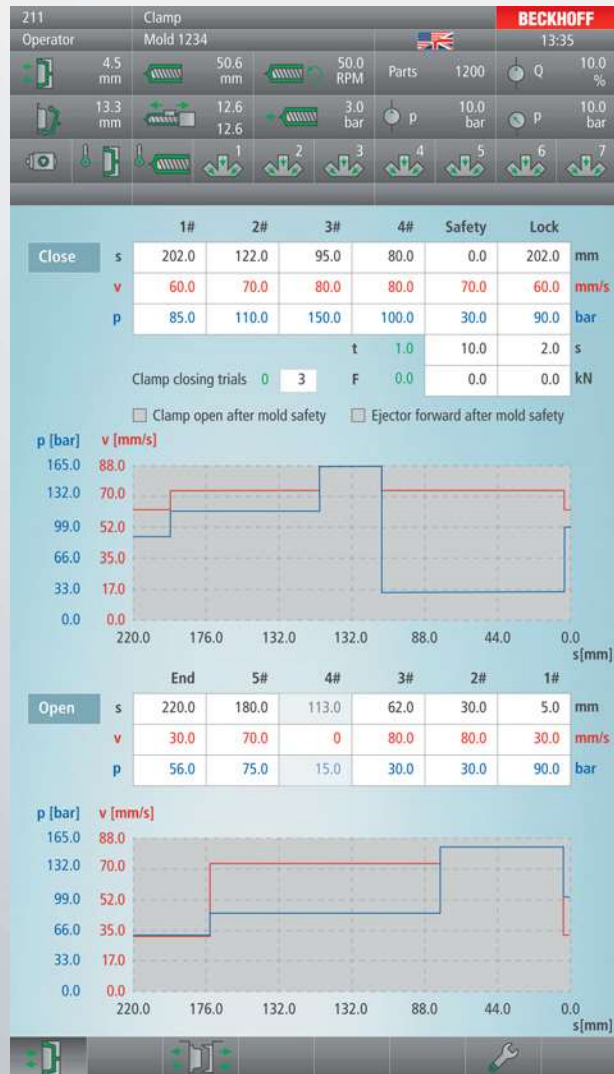 211 Clamp BECKHOFF
Operator Mold 1234 13:35
4.5 mm 50.6 mm 50.0 RPM Parts 1200 Q 10.0 %
13.3 mm 12.6 12.6 3.0 bar p 10.0 bar P 10.0 bar
1 2 3 4 5 6 7
1# 2# 3# 4# Safety Lock
Close s 202.0 122.0 95.0 80.0 0.0 202.0 mm
v 60.0 70.0 80.0 80.0 70.0 60.0 mm/s
p 85.0 110.0 150.0 100.0 30.0 90.0 bar
t 1.0 10.0 2.0 s
Clamp closing trials 0 3 F 0.0 0.0 0.0 kN
Clamp open after mold safety Ejector forward after mold safety
p [bar] v [mm/s]
165.0 88.0
132.0 70.0
99.0 52.0
66.0 35.0
33.0 17.0
0.0 0.0
220.0 176.0 132.0 132.0 88.0 44.0 0.0
s[mm]
End 5# 4# 3# 2# 1#
Open s 220.0 180.0 113.0 62.0 30.0 5.0 mm
v 30.0 70.0 0 80.0 80.0 30.0 mm/s
p 56.0 75.0 15.0 30.0 30.0 90.0 bar
p [bar] v [mm/s]
165.0 88.0
132.0 70.0
99.0 52.0
66.0 35.0
33.0 17.0
0.0 0.0
220.0 176.0 132.0 132.0 88.0 44.0 0.0
s[mm]